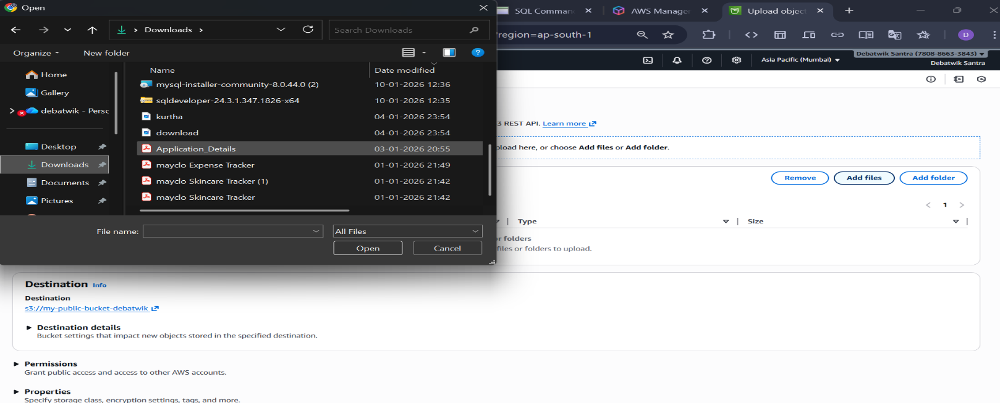 Open
SQL Comman
AWS Manager
Upload objec
Downloads
Search Downloads
?region=ap-south-1
D
Organize
New folder
?
Asia Pacific (Mumbai)
Debatwik Santra (7808-8663-3843)
Debatwik Santra
Home
Gallery
debatwik - Persc
Desktop
Downloads
Documents
Pictures
Name
Date modified
mysql-installer-community-8.0.44.0 (2)
10-01-2026 12:36
sqldeveloper-24.3.1.347.1826-x64
10-01-2026 12:35
kurtha
04-01-2026 23:54
download
04-01-2026 23:54
Application_Details
03-01-2026 20:55
mayclo Expense Tracker
01-01-2026 21:49
mayclo Skincare Tracker (1)
01-01-2026 21:42
mayclo Skincare Tracker
01-01-2026 21:42
File name:
All Files
Open
Cancel
3 REST API. Learn more
pload here, or choose Add files or Add folder.
Remove
Add files
Add folder
1
Type
Size
or folders
files or folders to upload.
Destination Info
Destination
s3://my-public-bucket-debatwik
Destination details
Bucket settings that impact new objects stored in the specified destination.
Permissions
Grant public access and access to other AWS accounts.
Properties
Specify storage class, encryption settings, tags, and more.